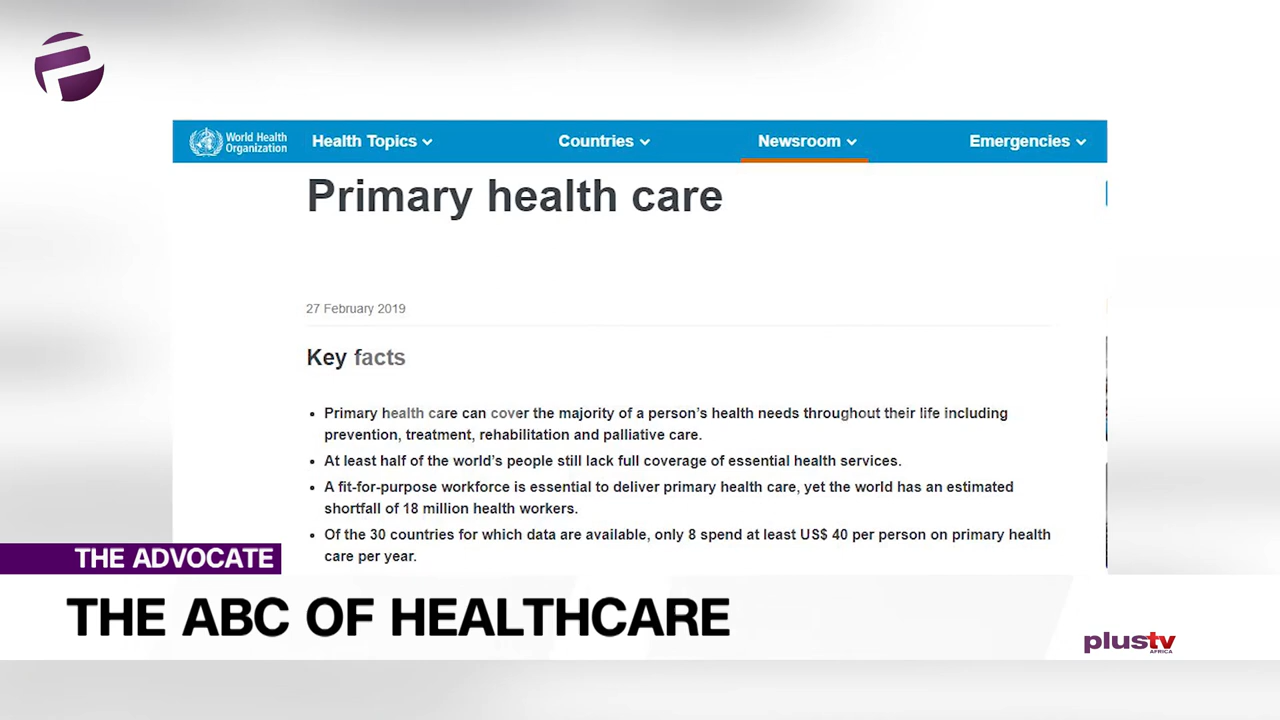 World Health
Organization
Health Topics
Countries
Newsroom
Emergencies
Primary health care
27 February 2019
Key facts
• Primary health care can cover the majority of a person’s health needs throughout their life including
prevention, treatment, rehabilitation and palliative care.
• At least half of the world’s people still lack full coverage of essential health services.
• A fit-for-purpose workforce is essential to deliver primary health care, yet the world has an estimated
shortfall of 18 million health workers.
• Of the 30 countries for which data are available, only 8 spend at least US$ 40 per person on primary health
care per year.
THE ADVOCATE
THE ABC OF HEALTHCARE
plustv
AFRICA